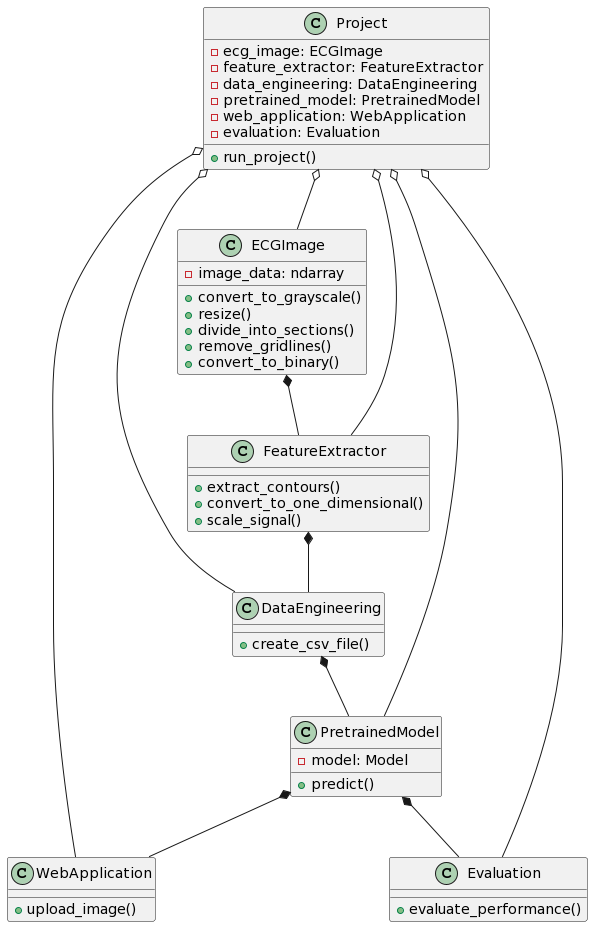 C Project
ecg_image: ECGImage
feature_extractor: FeatureExtractor
data_engineering: DataEngineering
pretrained_model: PretrainedModel
web_application: WebApplication
evaluation: Evaluation
run_project()
C ECGImage
image_data: ndarray
convert_to_grayscale()
resize()
divide_into_sections()
remove_gridlines()
convert_to_binary()
C FeatureExtractor
extract_contours()
convert_to_one_dimensional()
scale_signal()
C DataEngineering
create_csv_file()
C PretrainedModel
model: Model
predict()
C WebApplication
upload_image()
C Evaluation
evaluate_performance()